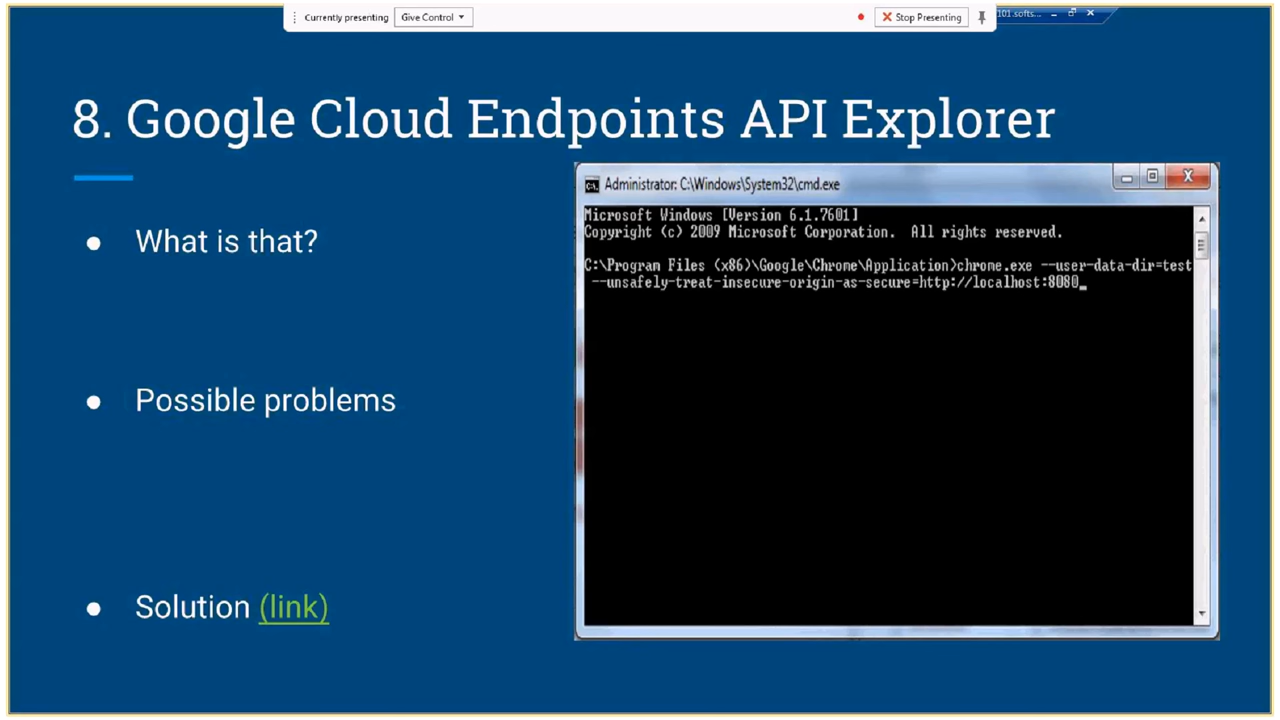 Currently presenting
Give Control
Stop Presenting
101.softs...
8. Google Cloud Endpoints API Explorer
What is that?
Possible problems
Solution (link)
Administrator: C:\Windows\System32\cmd.exe
Microsoft Windows [Version 6.1.7601]
Copyright (c) 2009 Microsoft Corporation. All rights reserved.
C:\Program Files (x86)\Google\Chrome\Application>chrome.exe --user-data-dir=test
--unsafely-treat-insecure-origin-as-secure=http://localhost:8080_